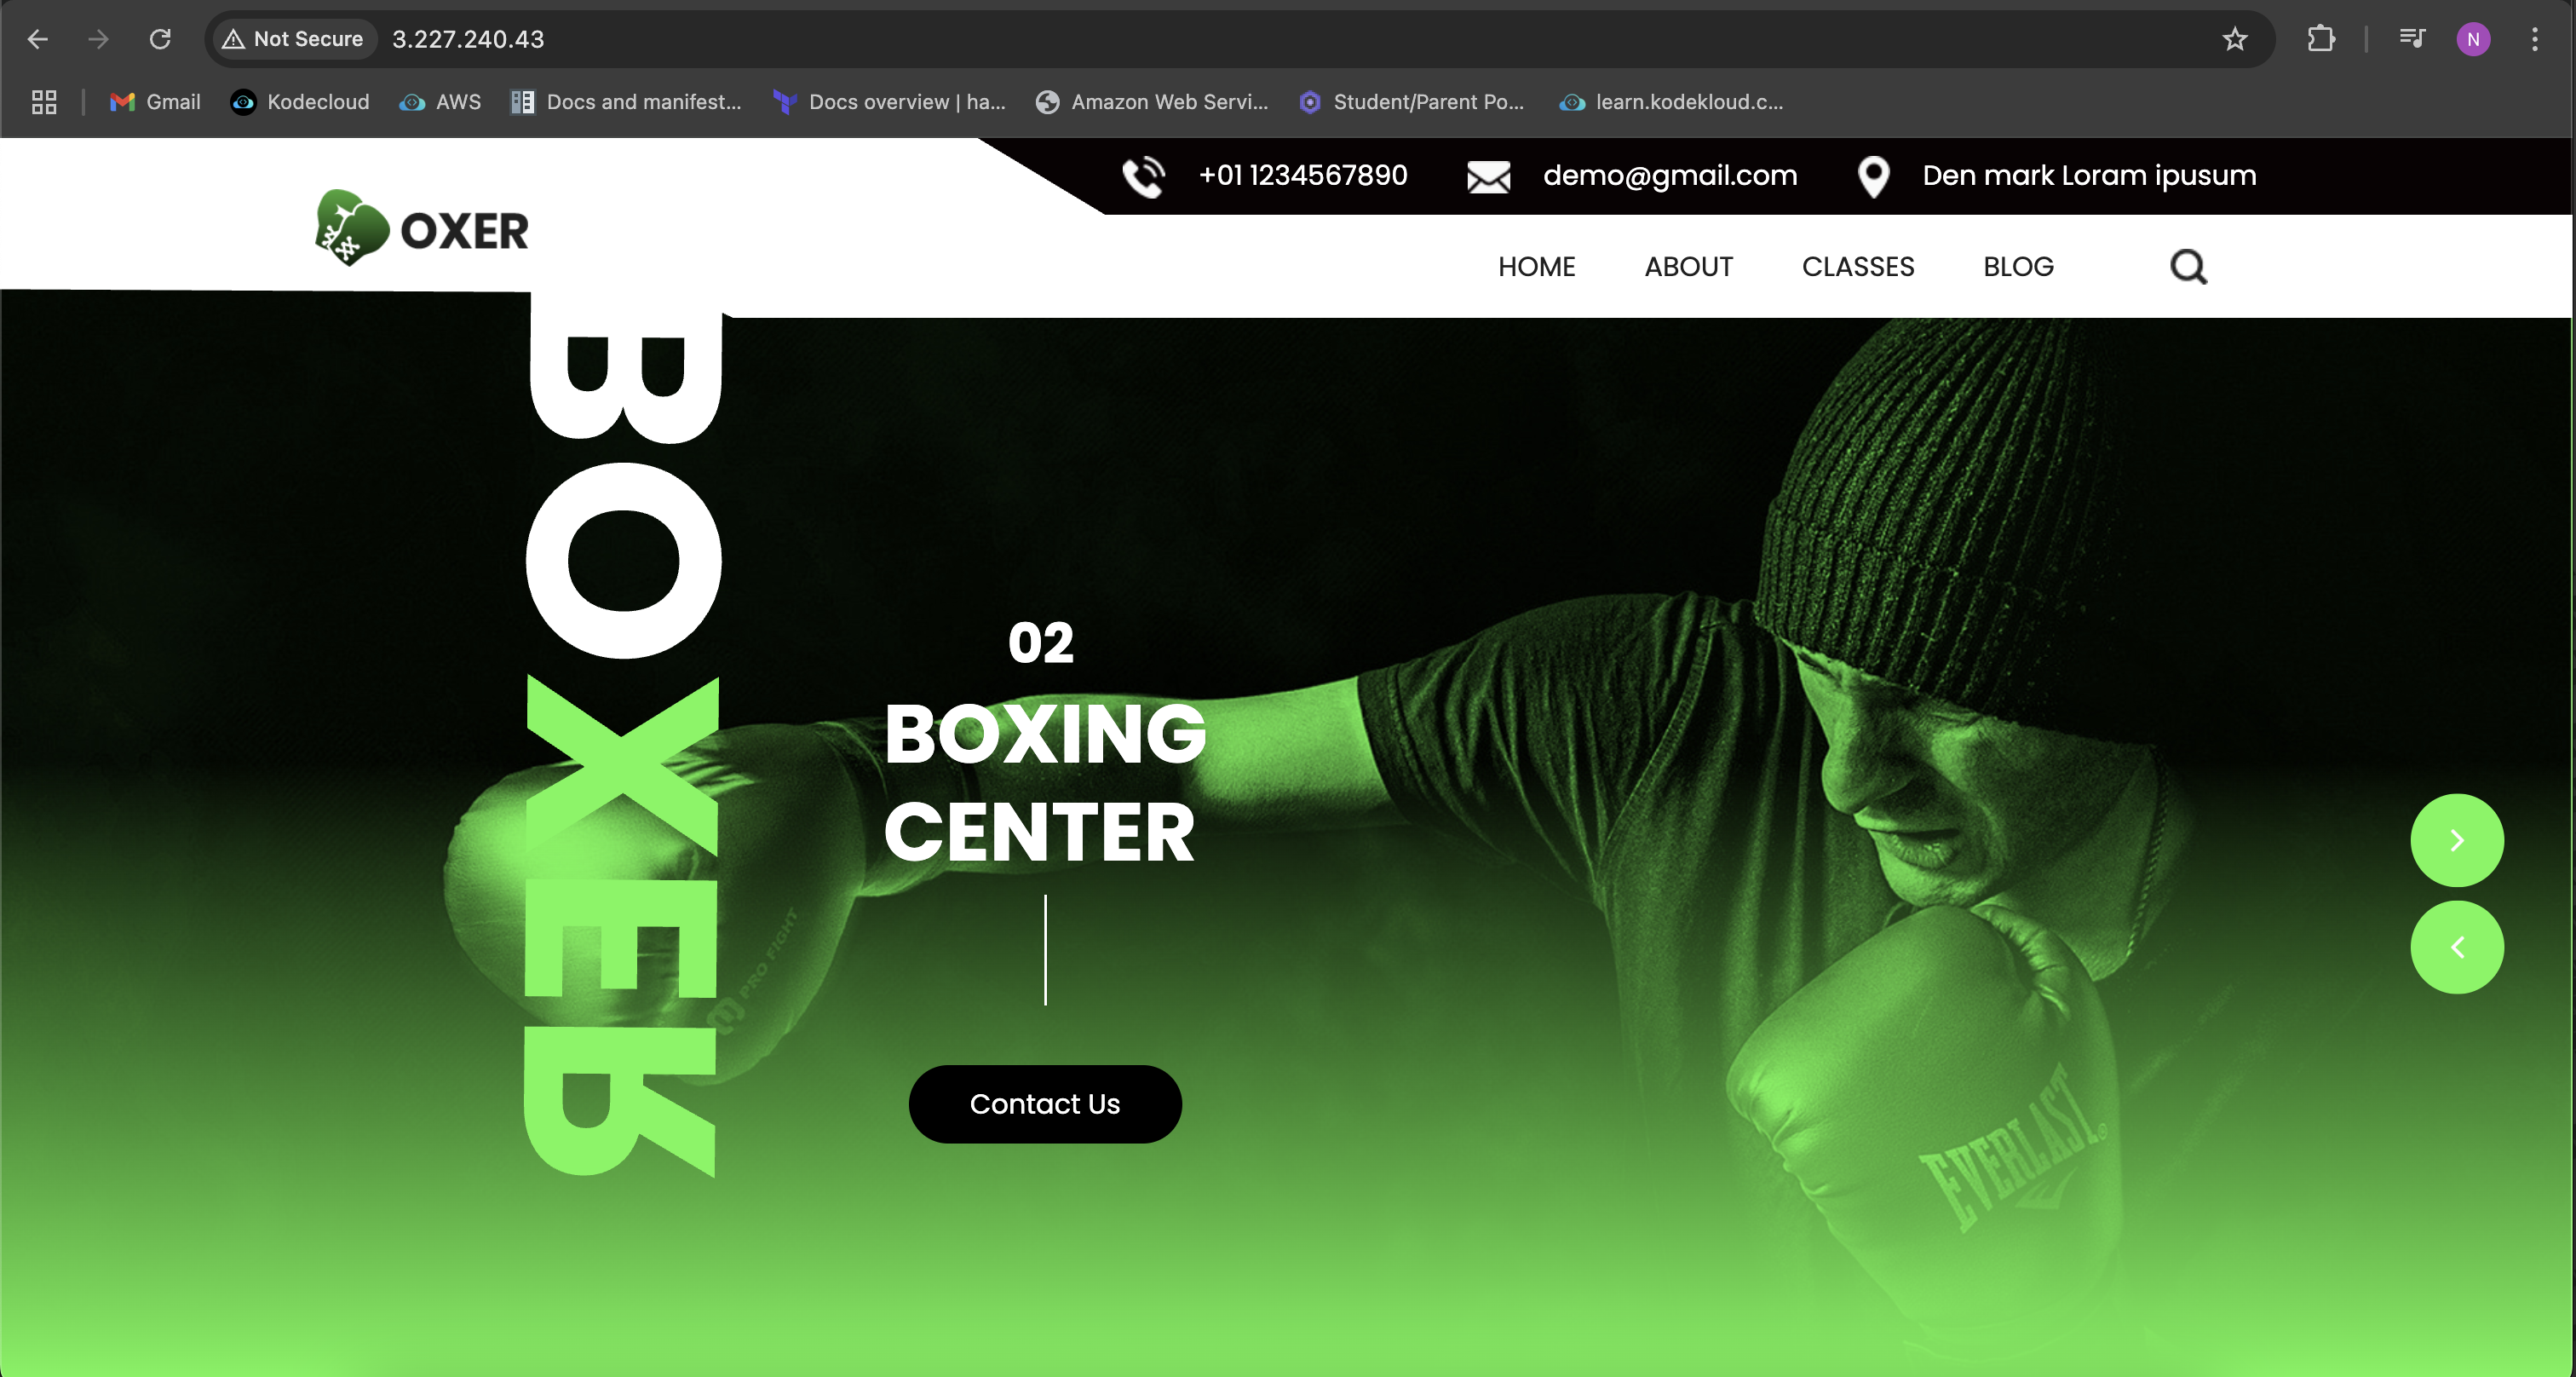 Not Secure 3.227.240.43 N
Gmail Kodecloud AWS Docs and manifest... Docs overview | ha... Amazon Web Servi... Student/Parent Po... learn.kodekloud.c...
+01 1234567890 demo@gmail.com Den mark Loram ipusum
OXER
HOME ABOUT CLASSES BLOG
BOXER
02
BOXING
CENTER
PRO FIGHT
Contact Us
EVERLAST